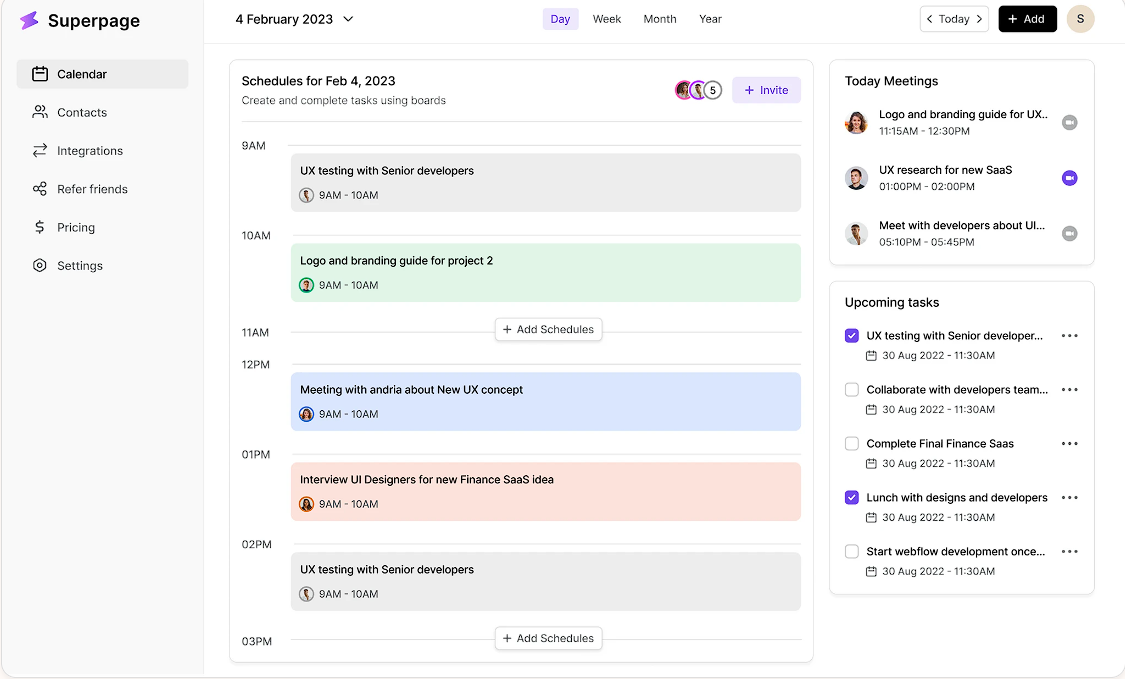 Superpage
4 February 2023
Day
Week
Month
Year
Today
+ Add
S
Calendar
Contacts
Integrations
Refer friends
Pricing
Settings
Schedules for Feb 4, 2023
Create and complete tasks using boards
5
+ Invite
9AM
UX testing with Senior developers
9AM - 10AM
10AM
Logo and branding guide for project 2
9AM - 10AM
11AM
+ Add Schedules
12PM
Meeting with andria about New UX concept
9AM - 10AM
01PM
Interview UI Designers for new Finance SaaS idea
9AM - 10AM
02PM
UX testing with Senior developers
9AM - 10AM
03PM
+ Add Schedules
Today Meetings
Logo and branding guide for UX..
11:15AM - 12:30PM
UX research for new SaaS
01:00PM - 02:00PM
Meet with developers about UI...
05:10PM - 05:45PM
Upcoming tasks
UX testing with Senior developer...
30 Aug 2022 - 11:30AM
Collaborate with developers team...
30 Aug 2022 - 11:30AM
Complete Final Finance Saas
30 Aug 2022 - 11:30AM
Lunch with designs and developers
30 Aug 2022 - 11:30AM
Start webflow development once...
30 Aug 2022 - 11:30AM